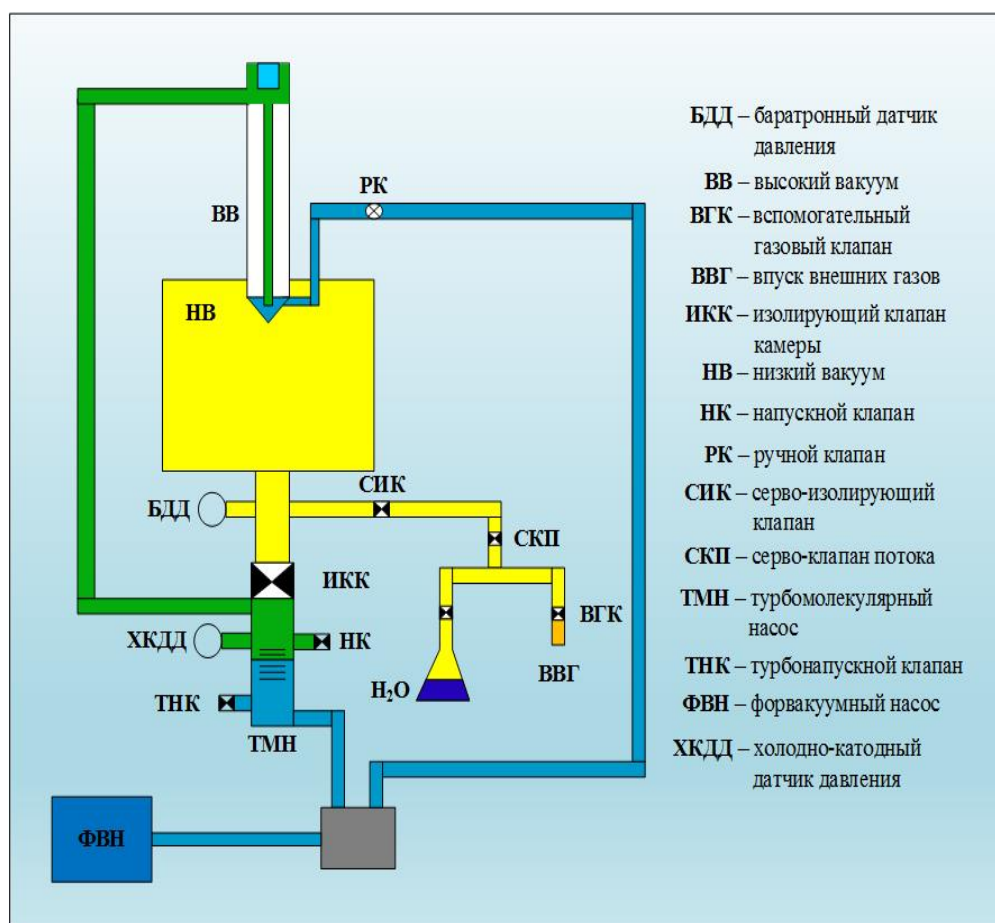 РК
ВВ
НВ
СИК
БДД
СКП
ИКК
ХКДД
НК
ВГК
ТНК
Н₂О
ВВГ
ТМН
ФВН
БДД – баратронный датчик
давления
ВВ – высокий вакуум
ВГК – вспомогательный
газовый клапан
ВВГ – впуск внешних газов
ИКК – изолирующий клапан
камеры
НВ – низкий вакуум
НК – напускной клапан
РК – ручной клапан
СИК – серво-изолирующий
клапан
СКП – серво-клапан потока
ТМН – турбомолекулярный
насос
ТНК – турбонапускной клапан
ФВН – форвакуумный насос
ХКДД – холодно-катодный
датчик давления